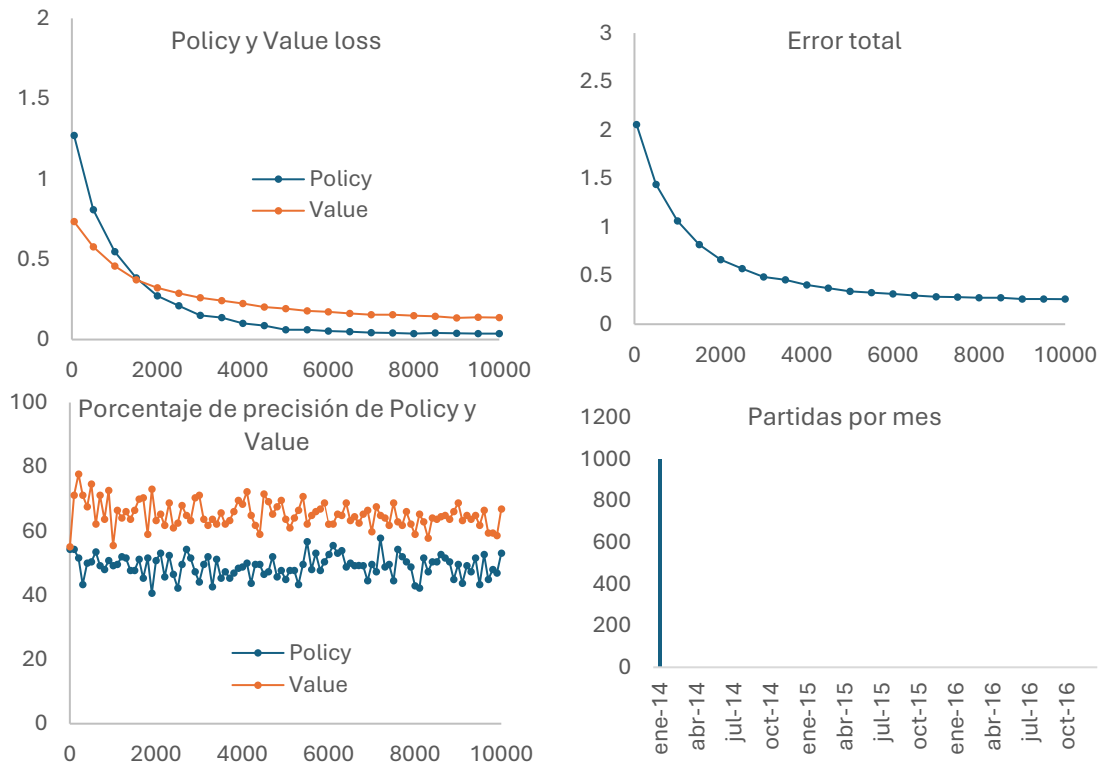 Policy y Value loss
2
1.5
1
0.5
0
Policy
Value
0 2000 4000 6000 8000 10000
Error total
3
2.5
2
1.5
1
0.5
0
0 2000 4000 6000 8000 10000
Porcentaje de precisión de Policy y
Value
100
80
60
40
20
0
Policy
Value
0 2000 4000 6000 8000 10000
Partidas por mes
1200
1000
800
600
400
200
0
ene-14
abr-14
jul-14
oct-14
ene-15
abr-15
jul-15
oct-15
ene-16
abr-16
jul-16
oct-16